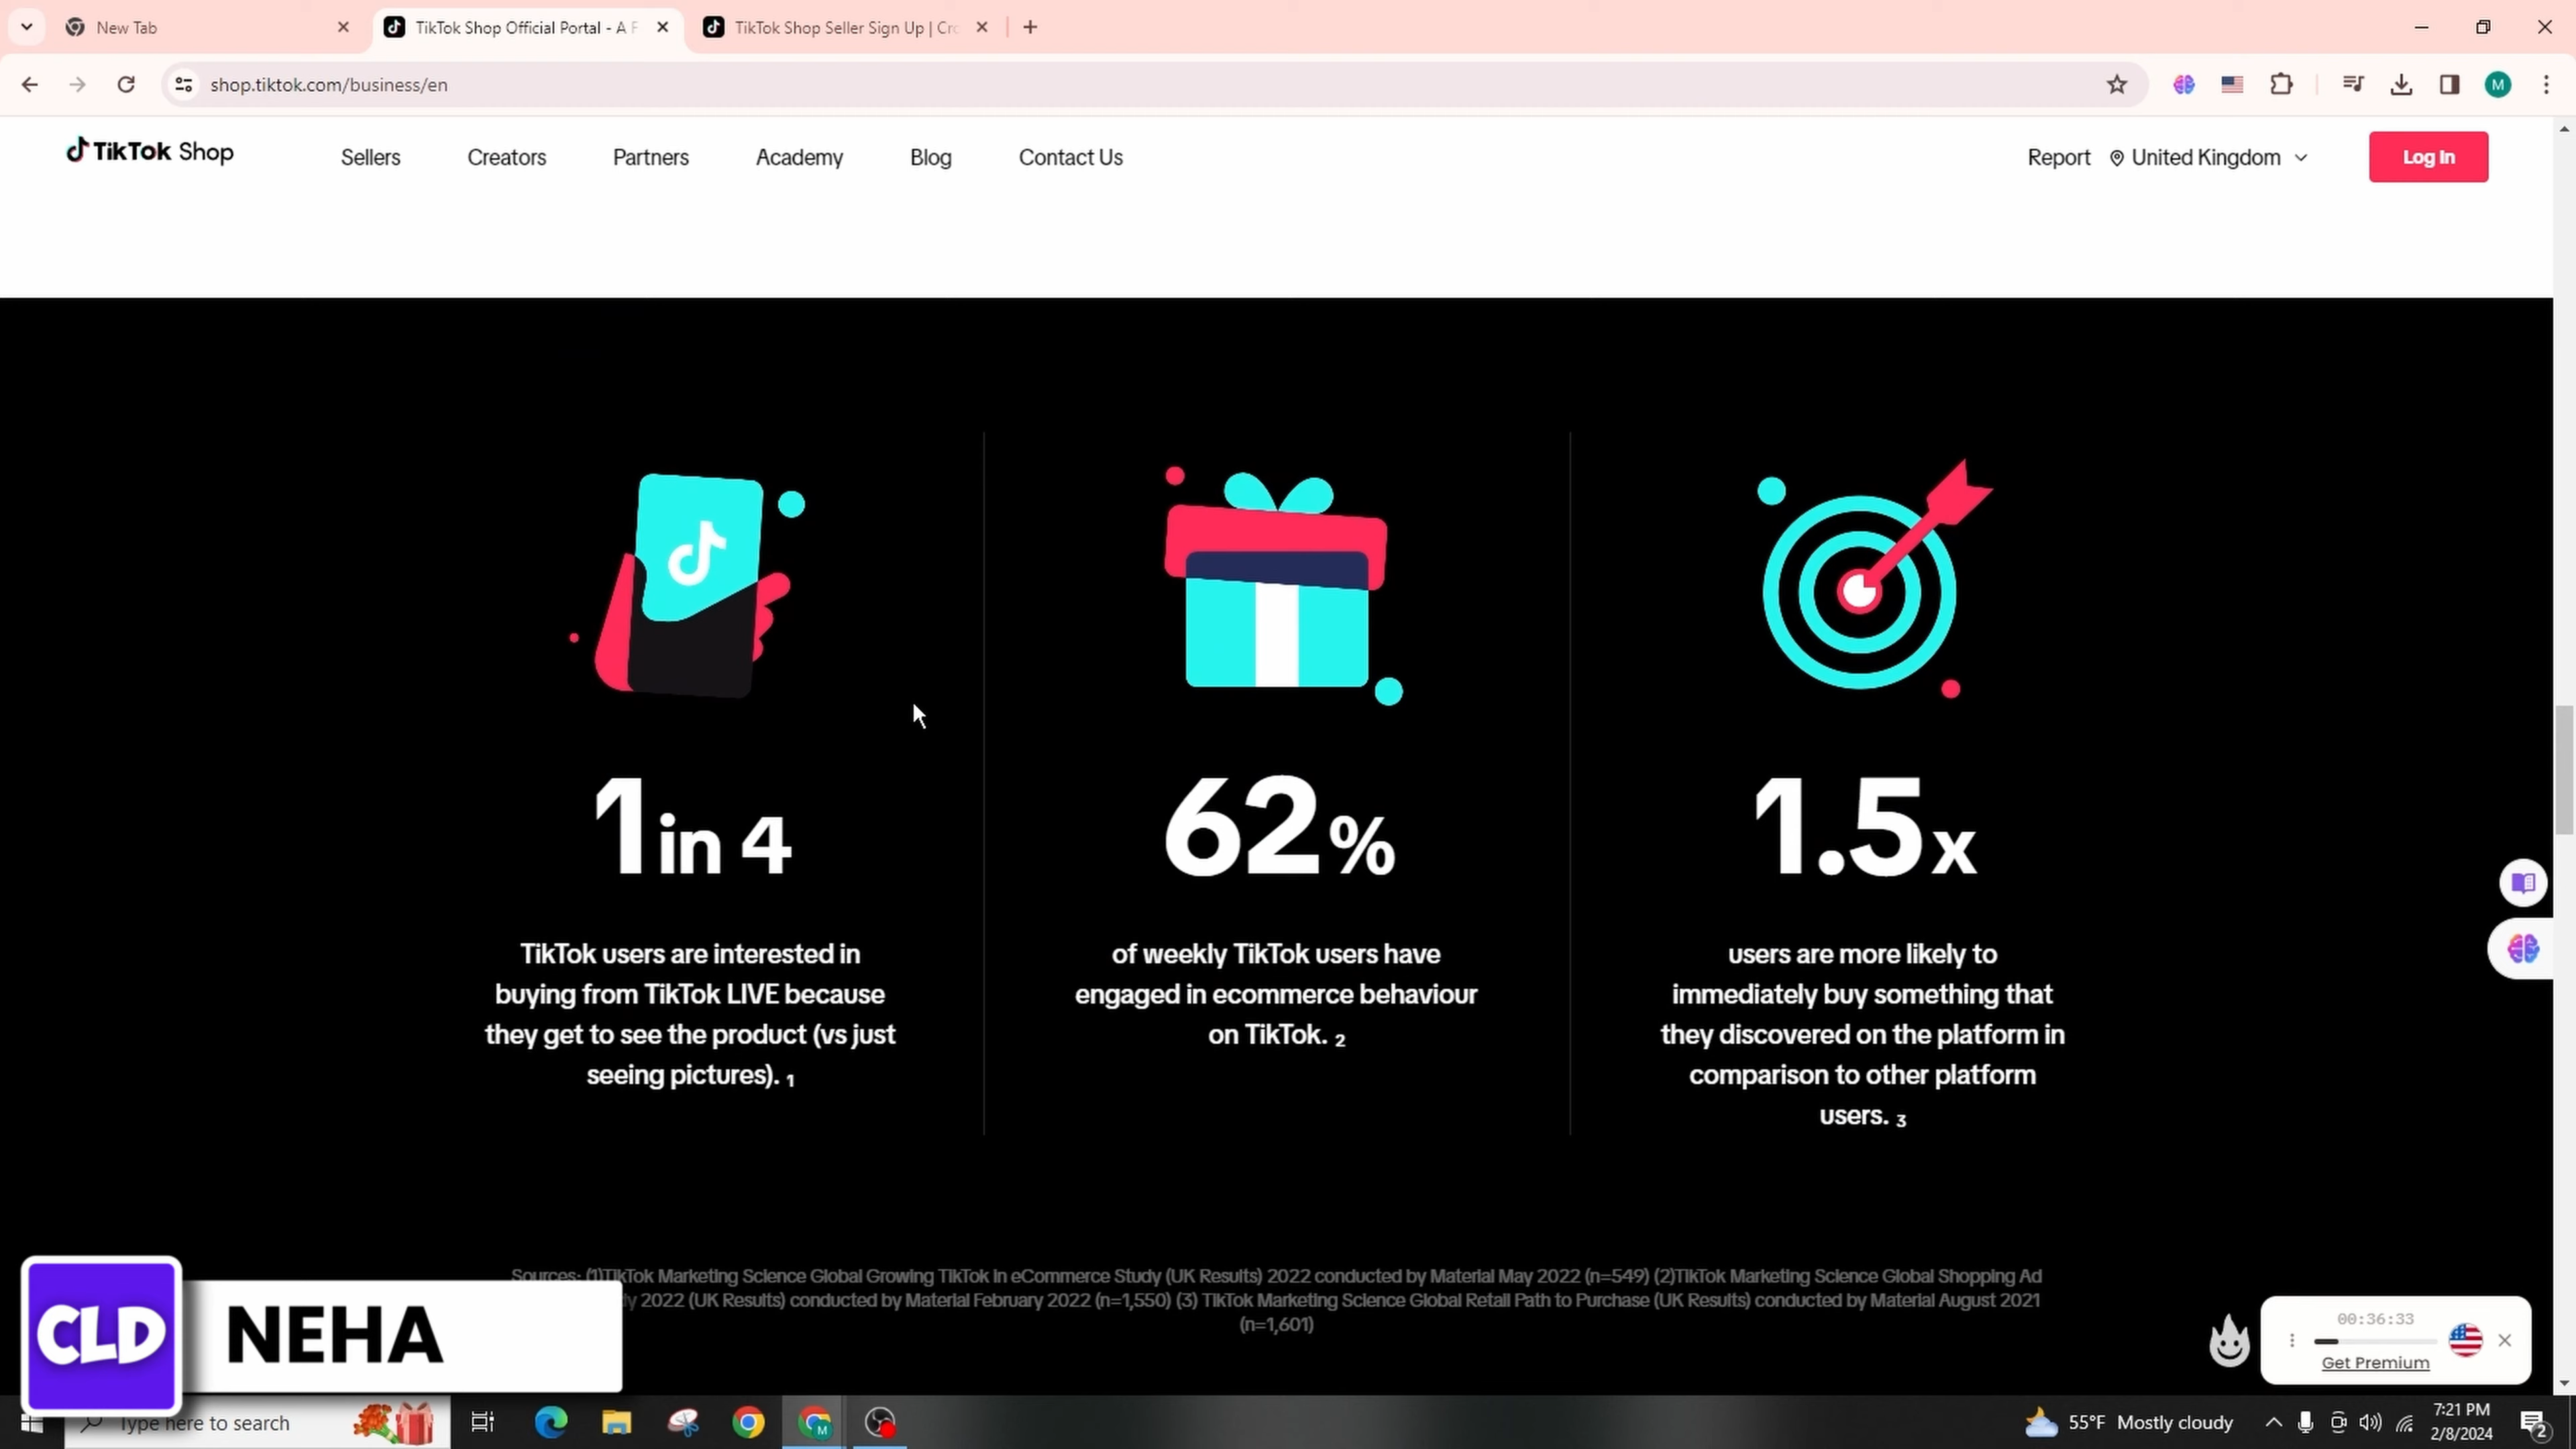 New Tab
TikTok Shop Official Portal - A F
TikTok Shop Seller Sign Up | Cro
shop.tiktok.com/business/en
M
TikTok Shop
Sellers
Creators
Partners
Academy
Blog
Contact Us
Report
United Kingdom
Log In
1 in 4
TikTok users are interested in
buying from TikTok LIVE because
they get to see the product (vs just
seeing pictures). 1
62%
of weekly TikTok users have
engaged in ecommerce behaviour
on TikTok. 2
1.5x
users are more likely to
immediately buy something that
they discovered on the platform in
comparison to other platform
users. 3
Sources: (1)TikTok Marketing Science Global Growing TikTok In eCommerce Study (UK Results) 2022 conducted by Material May 2022 (n=549) (2)TikTok Marketing Science Global Shopping Ad
2022 (UK Results) conducted by Material February 2022 (n=1,550) (3) TikTok Marketing Science Global Retail Path to Purchase (UK Results) conducted by Material August 2021
(n=1,601)
CLD
NEHA
00:36:33
Get Premium
Type here to search
M
55°F Mostly cloudy
7:21 PM
2/8/2024
2